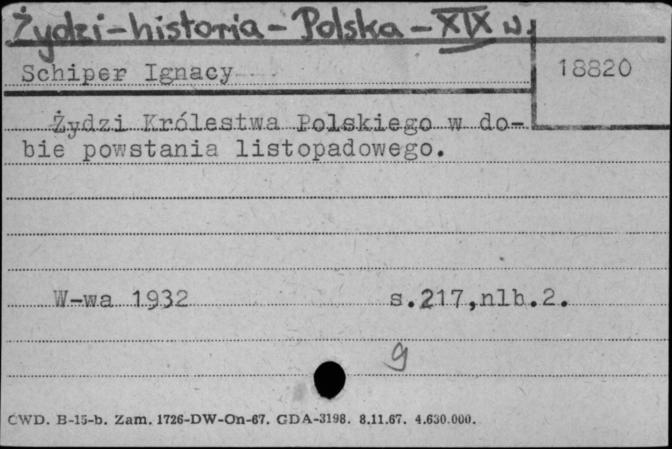 Żydzi-historia-Polska-XIX w.
Schiper Ignacy
18820
Żydzi Królestwa Polskiego w do-
bie powstania listopadowego.
W-wa 1932 s.217,nlb.2.
9
CWD. B-15-b. Zam. 1726-DW-On-67. GDA-3198. 8.11.67. 4.630.000.